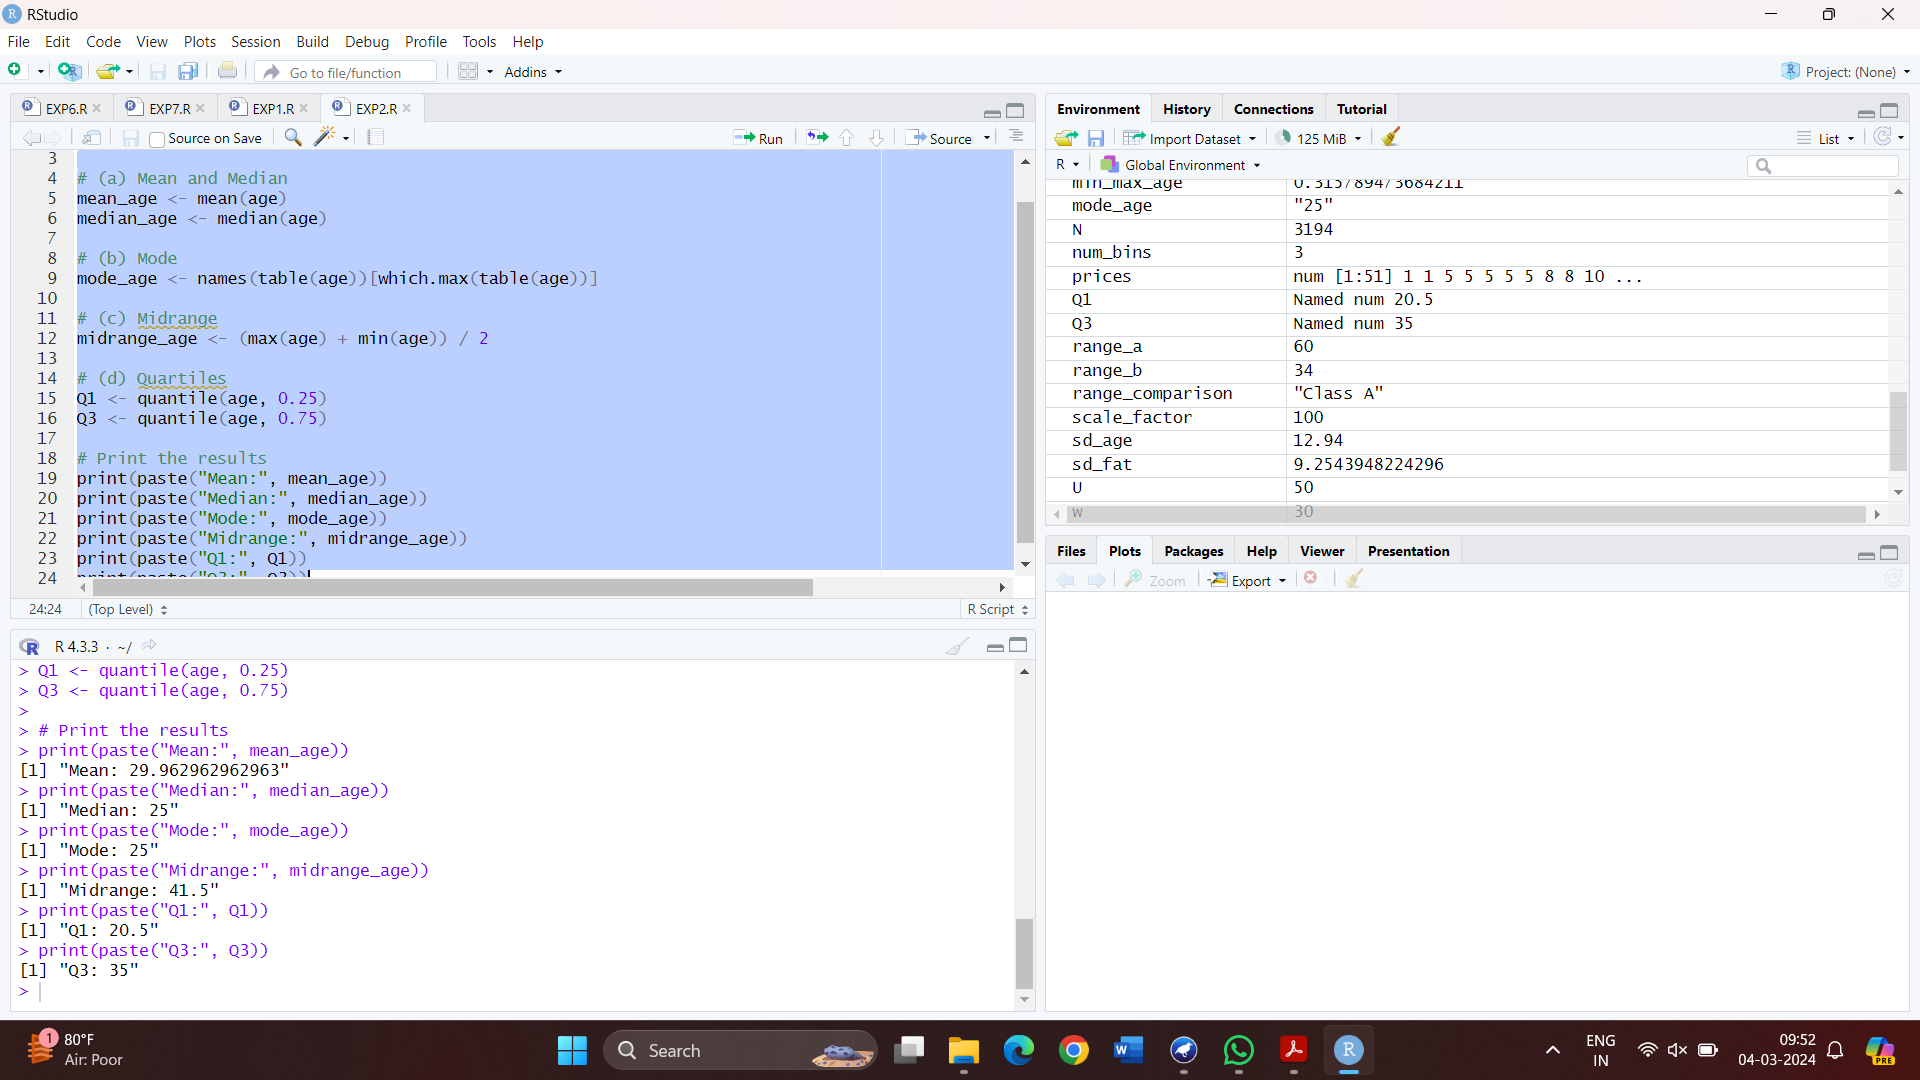 RStudio
File Edit Code View Plots Session Build Debug Profile Tools Help
Go to file/function Addins Project: (None)
EXP6.R EXP7.R EXP1.R EXP2.R
Source on Save Run Source
3
4 # (a) Mean and Median
5 mean_age <- mean(age)
6 median_age <- median(age)
7
8 # (b) Mode
9 mode_age <- names(table(age))[which.max(table(age))]
10
11 # (c) Midrange
12 midrange_age <- (max(age) + min(age)) / 2
13
14 # (d) Quartiles
15 Q1 <- quantile(age, 0.25)
16 Q3 <- quantile(age, 0.75)
17
18 # Print the results
19 print(paste("Mean:", mean_age))
20 print(paste("Median:", median_age))
21 print(paste("Mode:", mode_age))
22 print(paste("Midrange:", midrange_age))
23 print(paste("Q1:", Q1))
24 print(paste("Q3:", Q3))
24:24 (Top Level) R Script
R 4.3.3 · ~/
> Q1 <- quantile(age, 0.25)
> Q3 <- quantile(age, 0.75)
>
> # Print the results
> print(paste("Mean:", mean_age))
[1] "Mean: 29.962962962963"
> print(paste("Median:", median_age))
[1] "Median: 25"
> print(paste("Mode:", mode_age))
[1] "Mode: 25"
> print(paste("Midrange:", midrange_age))
[1] "Midrange: 41.5"
> print(paste("Q1:", Q1))
[1] "Q1: 20.5"
> print(paste("Q3:", Q3))
[1] "Q3: 35"
>
Environment History Connections Tutorial
Import Dataset 125 MiB List
R Global Environment
min_max_age 0.315789473684211
mode_age "25"
N 3194
num_bins 3
prices num [1:51] 1 1 5 5 5 5 5 8 8 10 ...
Q1 Named num 20.5
Q3 Named num 35
range_a 60
range_b 34
range_comparison "Class A"
scale_factor 100
sd_age 12.94
sd_fat 9.2543948224296
U 50
W 30
Files Plots Packages Help Viewer Presentation
Zoom Export
1 80°F
Air: Poor
Search
ENG
IN
09:52
04-03-2024
PRE